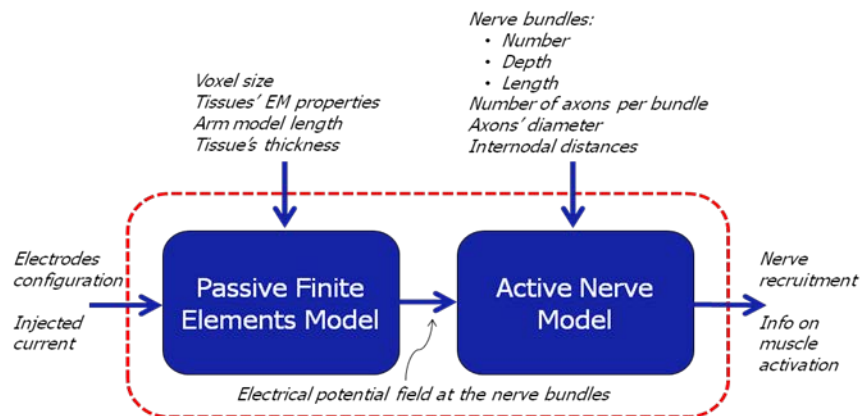 Nerve bundles:
• Number
• Depth
• Length
Number of axons per bundle
Axons' diameter
Internodal distances
Voxel size
Tissues' EM properties
Arm model length
Tissue's thickness
Electrodes
configuration
Injected
current
Passive Finite
Elements Model
Active Nerve
Model
Nerve
recruitment
Info on
muscle
activation
Electrical potential field at the nerve bundles